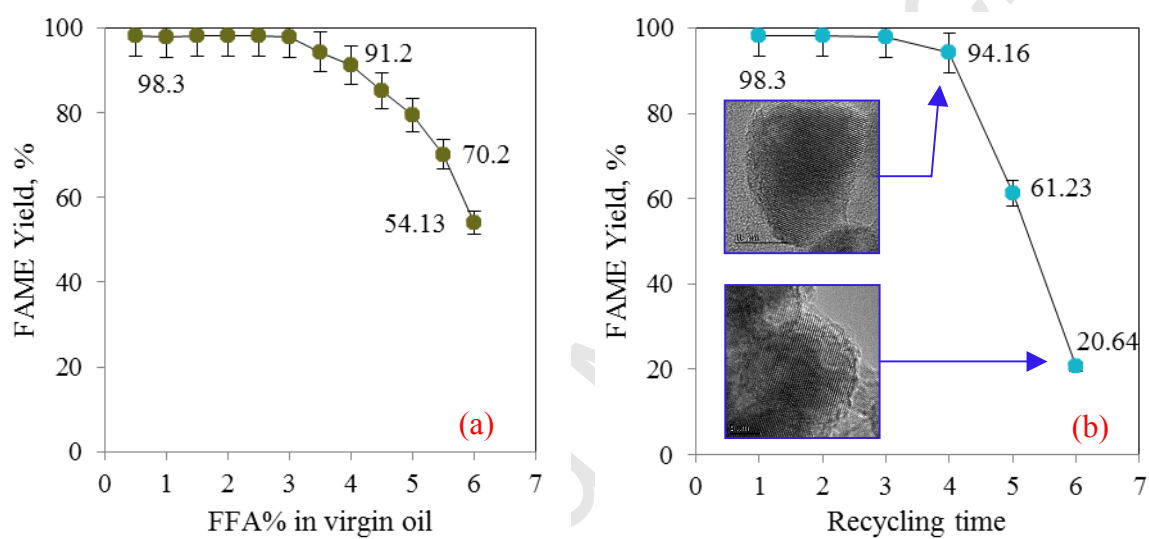 100
80
60
40
20
0
0 1 2 3 4 5 6 7
FAME Yield, %
FFA% in virgin oil
98.3
91.2
70.2
54.13
(a)
100
80
60
40
20
0
0 1 2 3 4 5 6 7
FAME Yield, %
Recycling time
98.3
94.16
61.23
20.64
(b)